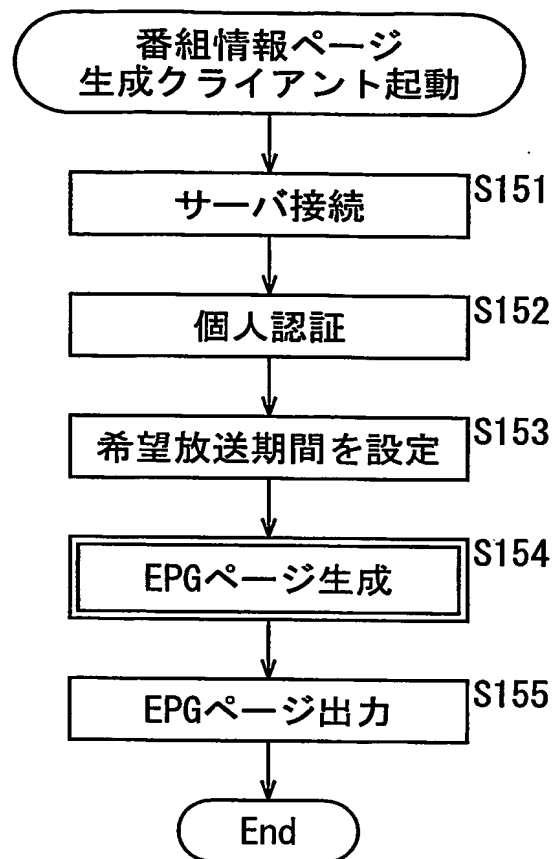 番組情報ページ
生成クライアント起動
サーバ接続
S151
個人認証
S152
希望放送期間を設定
S153
EPGページ生成
S154
EPGページ出力
S155
End